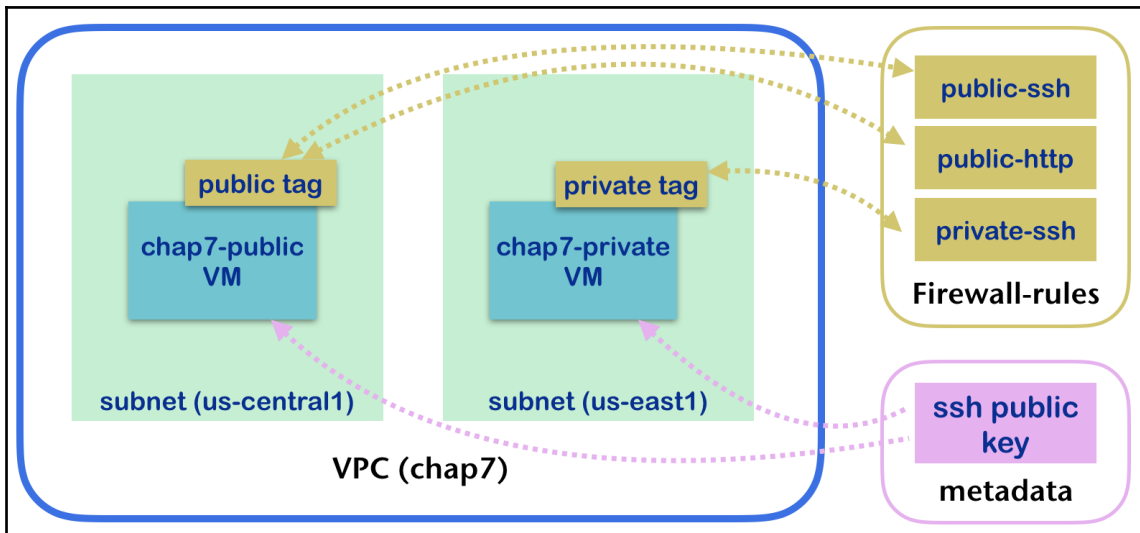 public tag
chap7-public
VM
subnet (us-central1)
private tag
chap7-private
VM
subnet (us-east1)
VPC (chap7)
public-ssh
public-http
private-ssh
Firewall-rules
ssh public
key
metadata